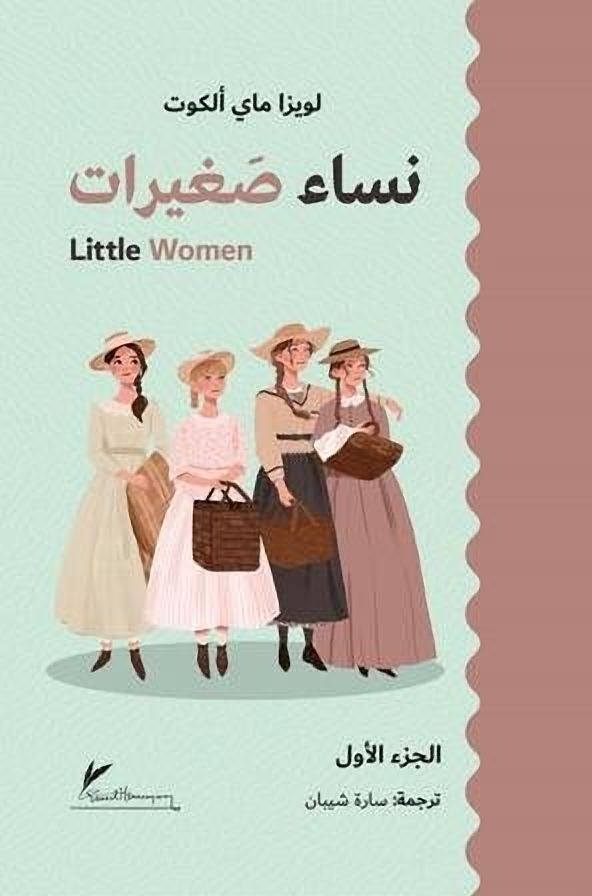 لويزا ماي ألكوت
نساء صَغيرات
Little Women
الجزء الأول
ترجمة: سارة شيبان